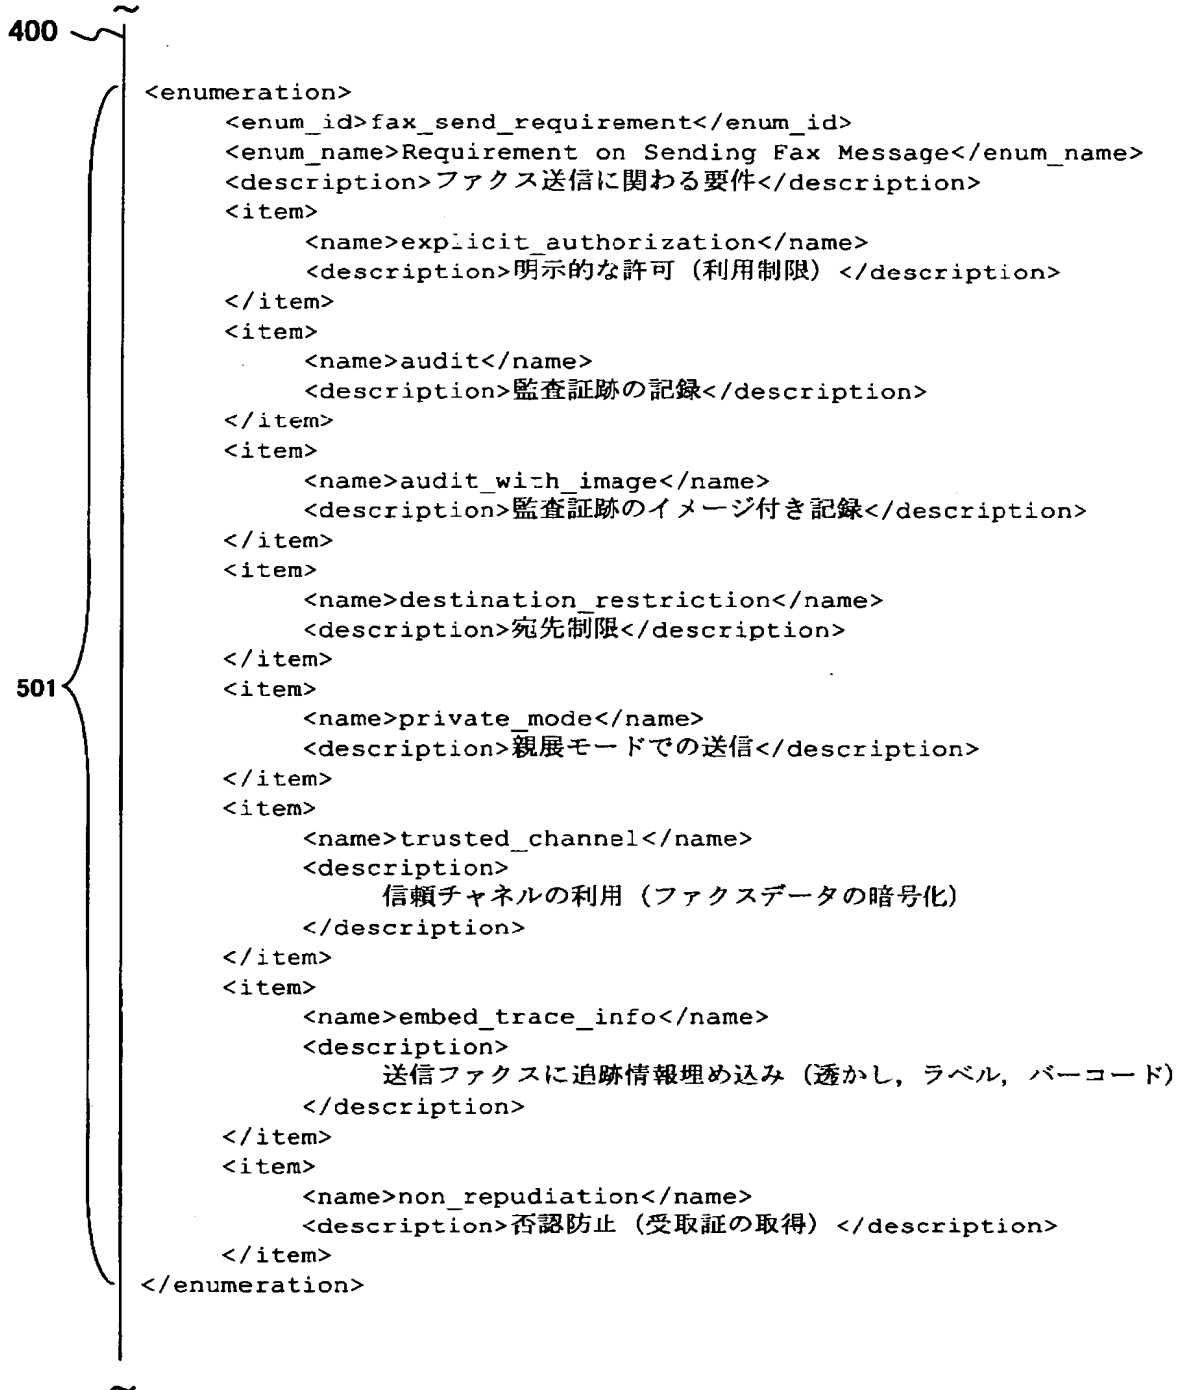 400
<enumeration>
<enum_id>fax_send_requirement</enum_id>
<enum_name>Requirement on Sending Fax Message</enum_name>
<description>ファクス送信に関わる要件</description>
<item>
<name>explicit_authorization</name>
<description>明示的な許可（利用制限）</description>
</item>
<item>
<name>audit</name>
<description>監査証跡の記録</description>
</item>
<item>
<name>audit_with_image</name>
<description>監査証跡のイメージ付き記録</description>
</item>
<item>
<name>destination_restriction</name>
<description>宛先制限</description>
</item>
501
<item>
<name>private_mode</name>
<description>親展モードでの送信</description>
</item>
<item>
<name>trusted_channel</name>
<description>
信頼チャネルの利用（ファクスデータの暗号化）
</description>
</item>
<item>
<name>embed_trace_info</name>
<description>
送信ファクスに追跡情報埋め込み（透かし，ラベル，バーコード）
</description>
</item>
<item>
<name>non_repudiation</name>
<description>否認防止（受取証の取得）</description>
</item>
</enumeration>